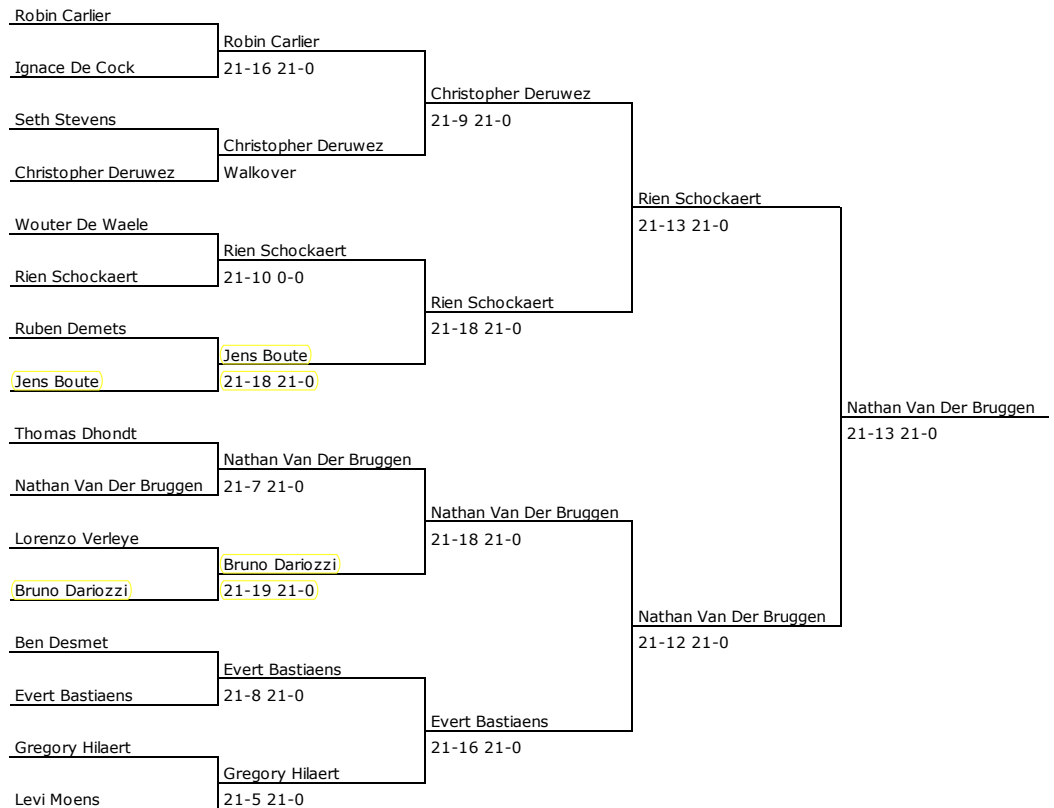 Robin Carlier
Robin Carlier
Ignace De Cock
21-16 21-0
Christopher Deruwez
21-9 21-0
Seth Stevens
Christopher Deruwez
Christopher Deruwez
Walkover
Rien Schockaert
21-13 21-0
Wouter De Waele
Rien Schockaert
Rien Schockaert
21-10 0-0
Rien Schockaert
21-18 21-0
Ruben Demets
Jens Boute
Jens Boute
21-18 21-0
Nathan Van Der Bruggen
21-13 21-0
Thomas Dhondt
Nathan Van Der Bruggen
Nathan Van Der Bruggen
21-7 21-0
Nathan Van Der Bruggen
21-18 21-0
Lorenzo Verleye
Bruno Dariozzi
Bruno Dariozzi
21-19 21-0
Nathan Van Der Bruggen
21-12 21-0
Ben Desmet
Evert Bastiaens
Evert Bastiaens
21-8 21-0
Evert Bastiaens
21-16 21-0
Gregory Hilaert
Gregory Hilaert
Levi Moens
21-5 21-0